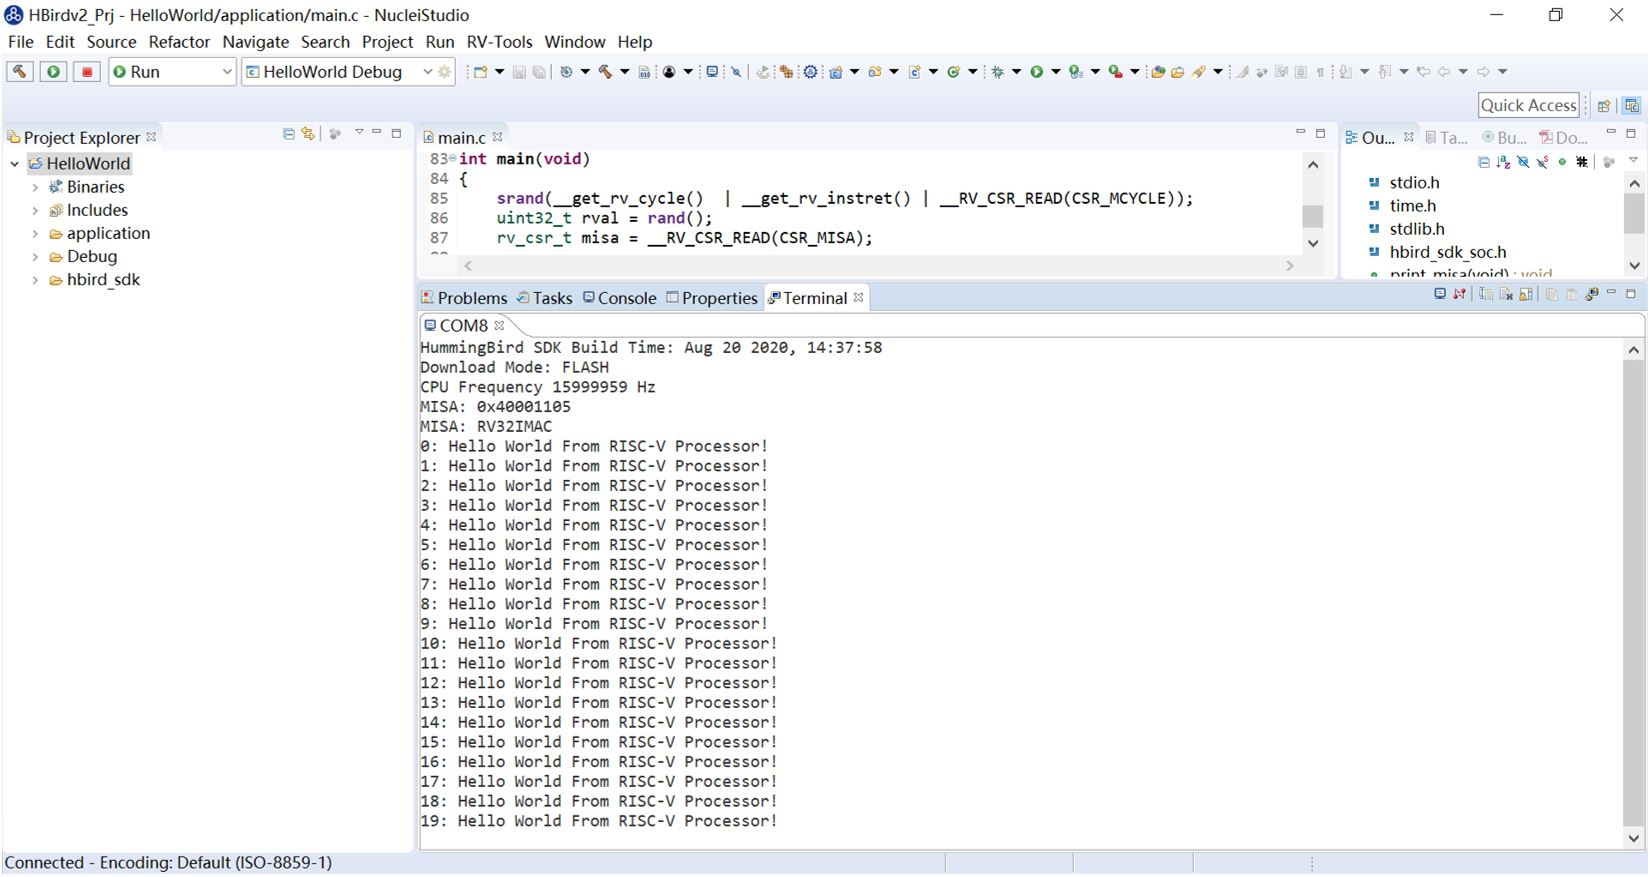 HBirdv2_Prj - HelloWorld/application/main.c - NucleiStudio
File Edit Source Refactor Navigate Search Project Run RV-Tools Window Help
Run HelloWorld Debug
Quick Access
Project Explorer
HelloWorld
Binaries
Includes
application
Debug
hbird_sdk
main.c
83 int main(void)
84 {
85 srand(__get_rv_cycle() | __get_rv_instret() | __RV_CSR_READ(CSR_MCYCLE));
86 uint32_t rval = rand();
87 rv_csr_t misa = __RV_CSR_READ(CSR_MISA);
Ou... Ta... Bu... Do...
stdio.h
time.h
stdlib.h
hbird_sdk_soc.h
print_misa(void) : void
Problems Tasks Console Properties Terminal
COM8
HummingBird SDK Build Time: Aug 20 2020, 14:37:58
Download Mode: FLASH
CPU Frequency 15999959 Hz
MISA: 0x40001105
MISA: RV32IMAC
0: Hello World From RISC-V Processor!
1: Hello World From RISC-V Processor!
2: Hello World From RISC-V Processor!
3: Hello World From RISC-V Processor!
4: Hello World From RISC-V Processor!
5: Hello World From RISC-V Processor!
6: Hello World From RISC-V Processor!
7: Hello World From RISC-V Processor!
8: Hello World From RISC-V Processor!
9: Hello World From RISC-V Processor!
10: Hello World From RISC-V Processor!
11: Hello World From RISC-V Processor!
12: Hello World From RISC-V Processor!
13: Hello World From RISC-V Processor!
14: Hello World From RISC-V Processor!
15: Hello World From RISC-V Processor!
16: Hello World From RISC-V Processor!
17: Hello World From RISC-V Processor!
18: Hello World From RISC-V Processor!
19: Hello World From RISC-V Processor!
Connected - Encoding: Default (ISO-8859-1)